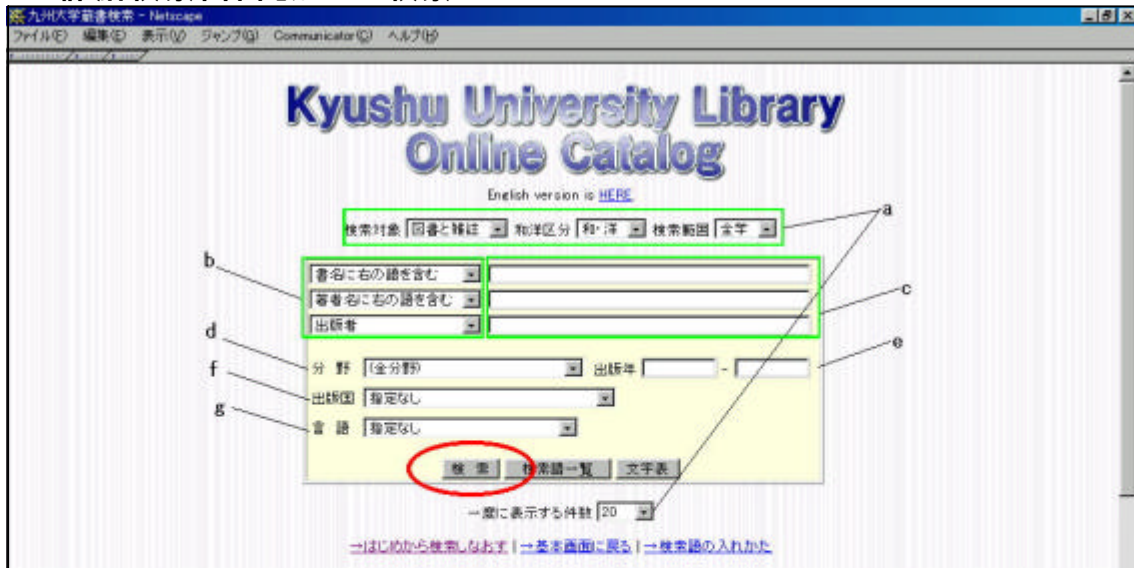 九州大学蔵書検索 - Netscape
ファイル(F) 編集(E) 表示(V) ジャンプ(G) Communicator(C) ヘルプ(H)
Kyushu University Library
Online Catalog
English version is HERE.
a
検索対象 図書と雑誌 和洋区分 和・洋 検索範囲 全学
b
書名に右の語を含む
著者名に右の語を含む
c
出版者
d
e
分 野 (全分野) 出版年 -
f
出版国 指定なし
g
言 語 指定なし
検 索 検索語一覧 文字表
一度に表示する件数 20
→はじめから検索しなおす | →基本画面に戻る | →検索語の入れかた